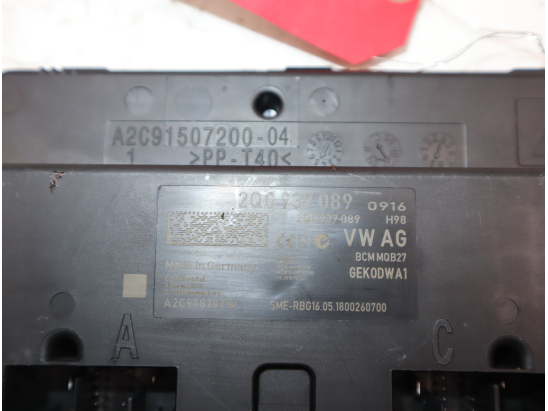 A2C91507200-04
1 >PP-T40<
0916
H98
VW AG
BCM MQB27
Made in Germany
GEKODWA1
SME-RBG16.05.1800260700
A
C